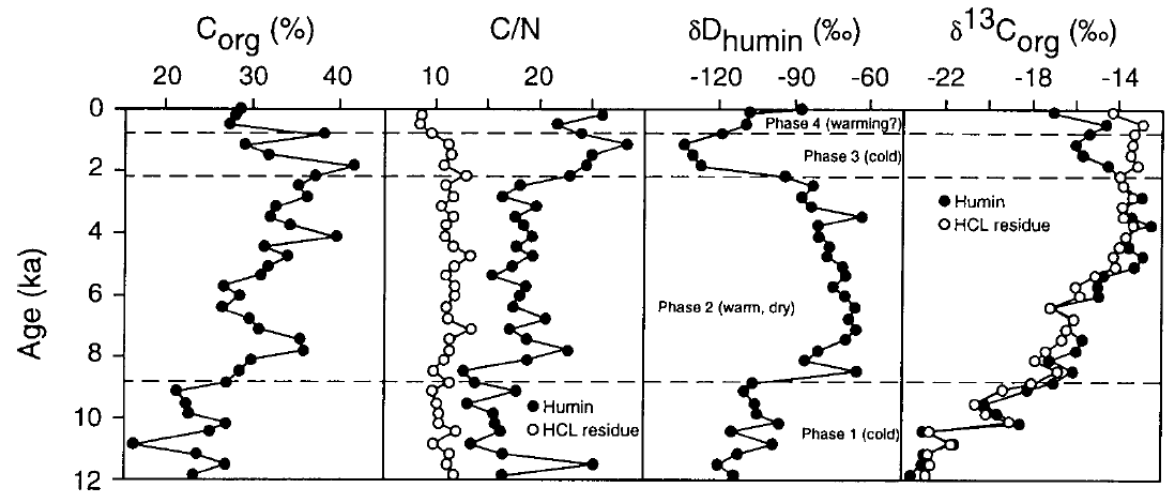 C_org (%) C/N δD_humin (‰) δ¹³C_org (‰)
20 30 40 10 20 -120 -90 -60 -22 -18 -14
0
Phase 4 (warming?)
Phase 3 (cold)
2
Humin
HCL residue
4
Age (ka)
6
Phase 2 (warm, dry)
8
Humin
HCL residue
10
Phase 1 (cold)
12